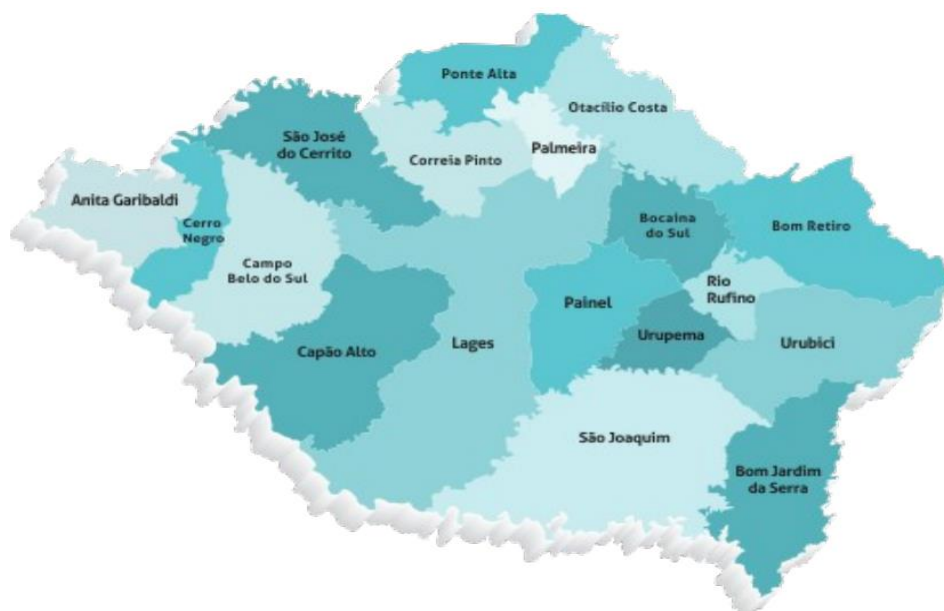 Ponte Alta
Otacílio Costa
São José
do Cerrito
Correia Pinto
Palmeira
Anita Garibaldi
Cerro
Negro
Bocaina
do Sul
Bom Retiro
Campo
Belo do Sul
Rio
Rufino
Painel
Capão Alto
Lages
Urupema
Urubici
São Joaquim
Bom Jardim
da Serra